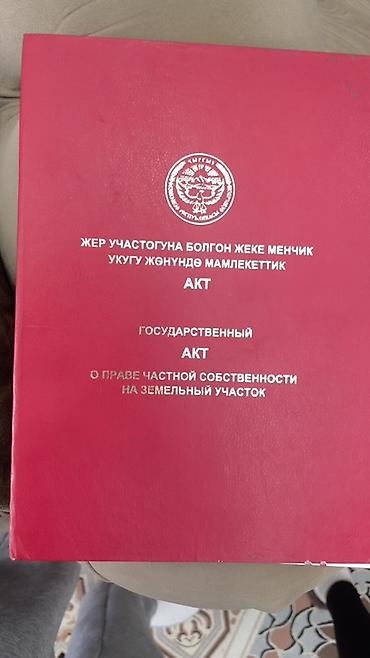 ЖЕР УЧАСТОГУНА БОЛГОН ЖЕКЕ МЕНЧИК
УКУГУ ЖӨНҮНДӨ МАМЛЕКЕТТИК
АКТ
ГОСУДАРСТВЕННЫЙ
АКТ
О ПРАВЕ ЧАСТНОЙ СОБСТВЕННОСТИ
НА ЗЕМЕЛЬНЫЙ УЧАСТОК